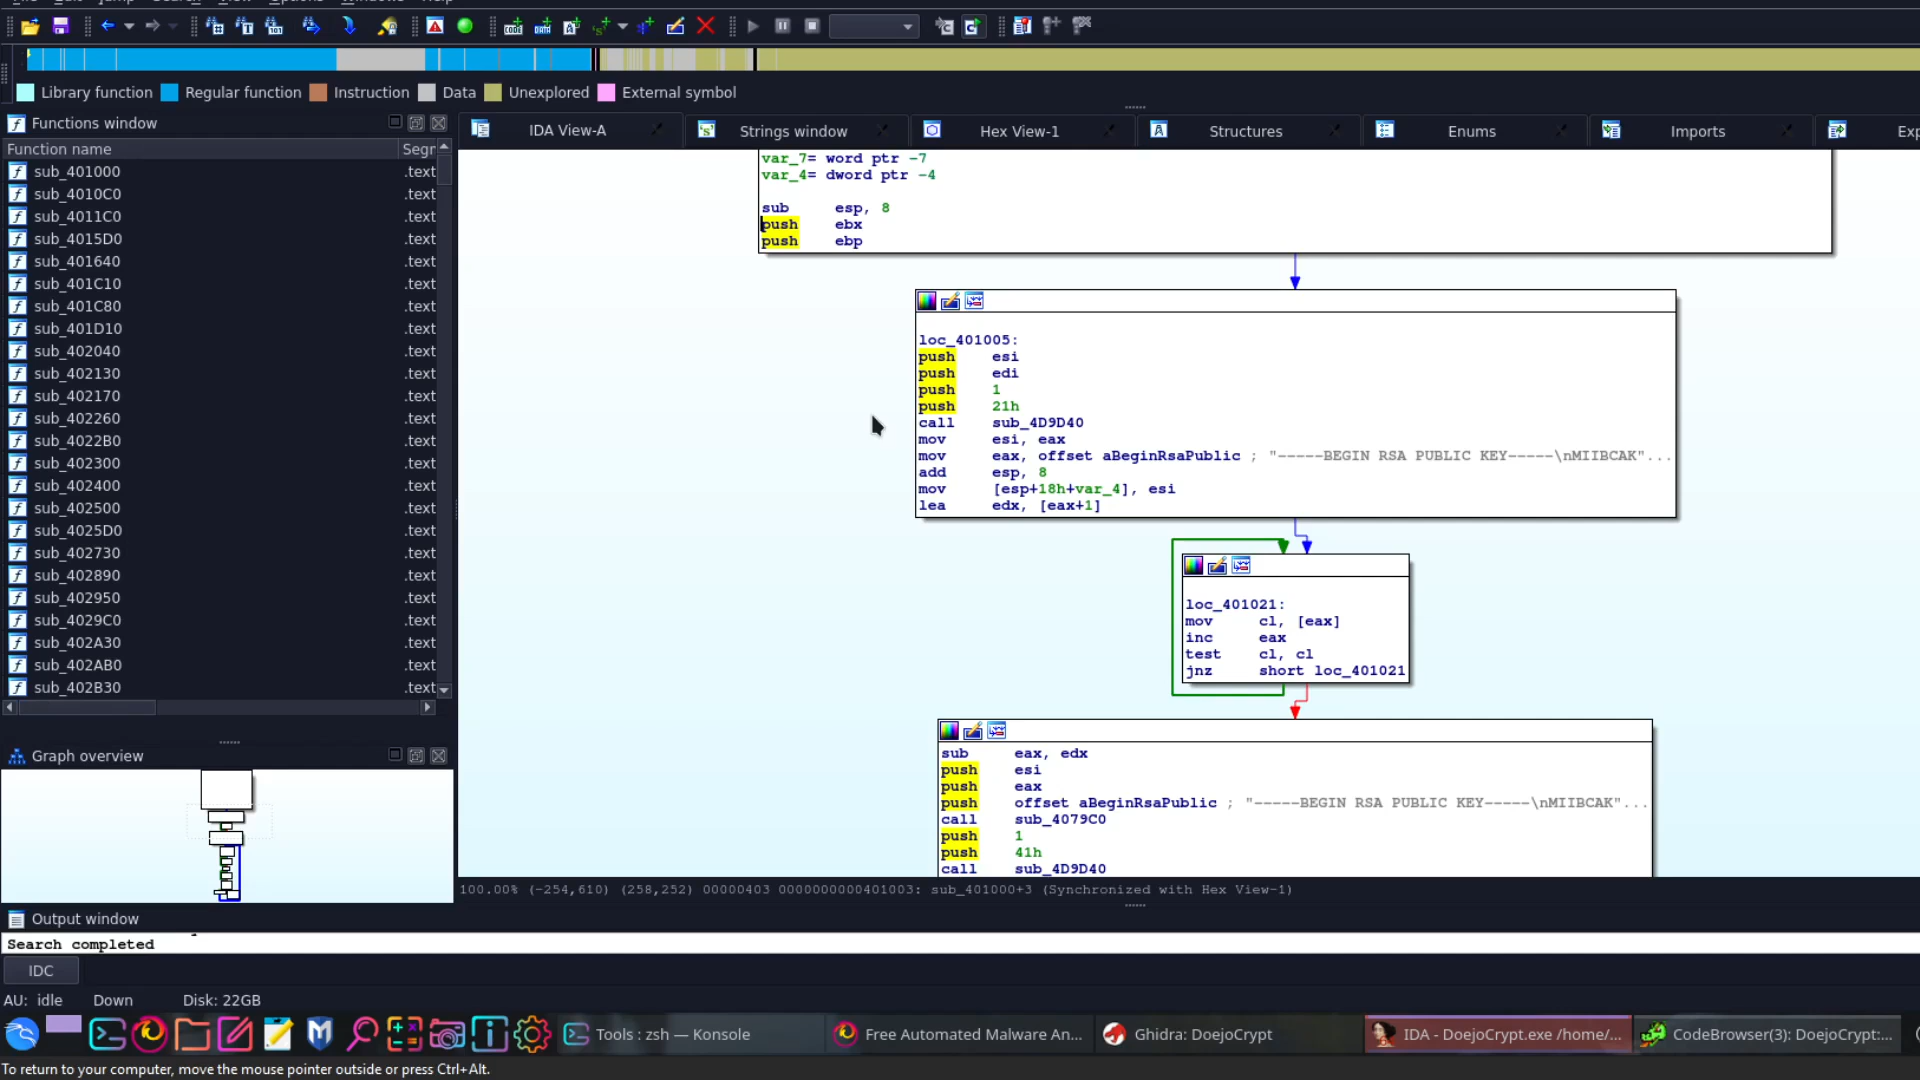 Library function Regular function Instruction Data Unexplored External symbol
Functions window
IDA View-A Strings window Hex View-1 Structures Enums Imports
Function name Segr
sub_401000 .text
sub_4010C0 .text
sub_4011C0 .text
sub_4015D0 .text
sub_401640 .text
sub_401C10 .text
sub_401C80 .text
sub_401D10 .text
sub_402040 .text
sub_402130 .text
sub_402170 .text
sub_402260 .text
sub_4022B0 .text
sub_402300 .text
sub_402400 .text
sub_402500 .text
sub_4025D0 .text
sub_402730 .text
sub_402890 .text
sub_402950 .text
sub_4029C0 .text
sub_402A30 .text
sub_402AB0 .text
sub_402B30 .text
var_7= word ptr -7
var_4= dword ptr -4
sub esp, 8
push ebx
push ebp
loc_401005:
push esi
push edi
push 1
push 21h
call sub_4D9D40
mov esi, eax
mov eax, offset aBeginRsaPublic ; "-----BEGIN RSA PUBLIC KEY-----\nMIIBCAK"...
add esp, 8
mov [esp+18h+var_4], esi
lea edx, [eax+1]
loc_401021:
mov cl, [eax]
inc eax
test cl, cl
jnz short loc_401021
sub eax, edx
push esi
push eax
push offset aBeginRsaPublic ; "-----BEGIN RSA PUBLIC KEY-----\nMIIBCAK"...
call sub_4079C0
push 1
push 41h
call sub_4D9D40
100.00% (-254,610) (258,252) 00000403 0000000000401003: sub_401000+3 (Synchronized with Hex View-1)
Graph overview
Output window
Search completed
IDC
AU: idle Down Disk: 22GB
Tools : zsh — Konsole Free Automated Malware An... Ghidra: DoejoCrypt IDA - DoejoCrypt.exe /home/... CodeBrowser(3): DoejoCrypt:...
To return to your computer, move the mouse pointer outside or press Ctrl+Alt.